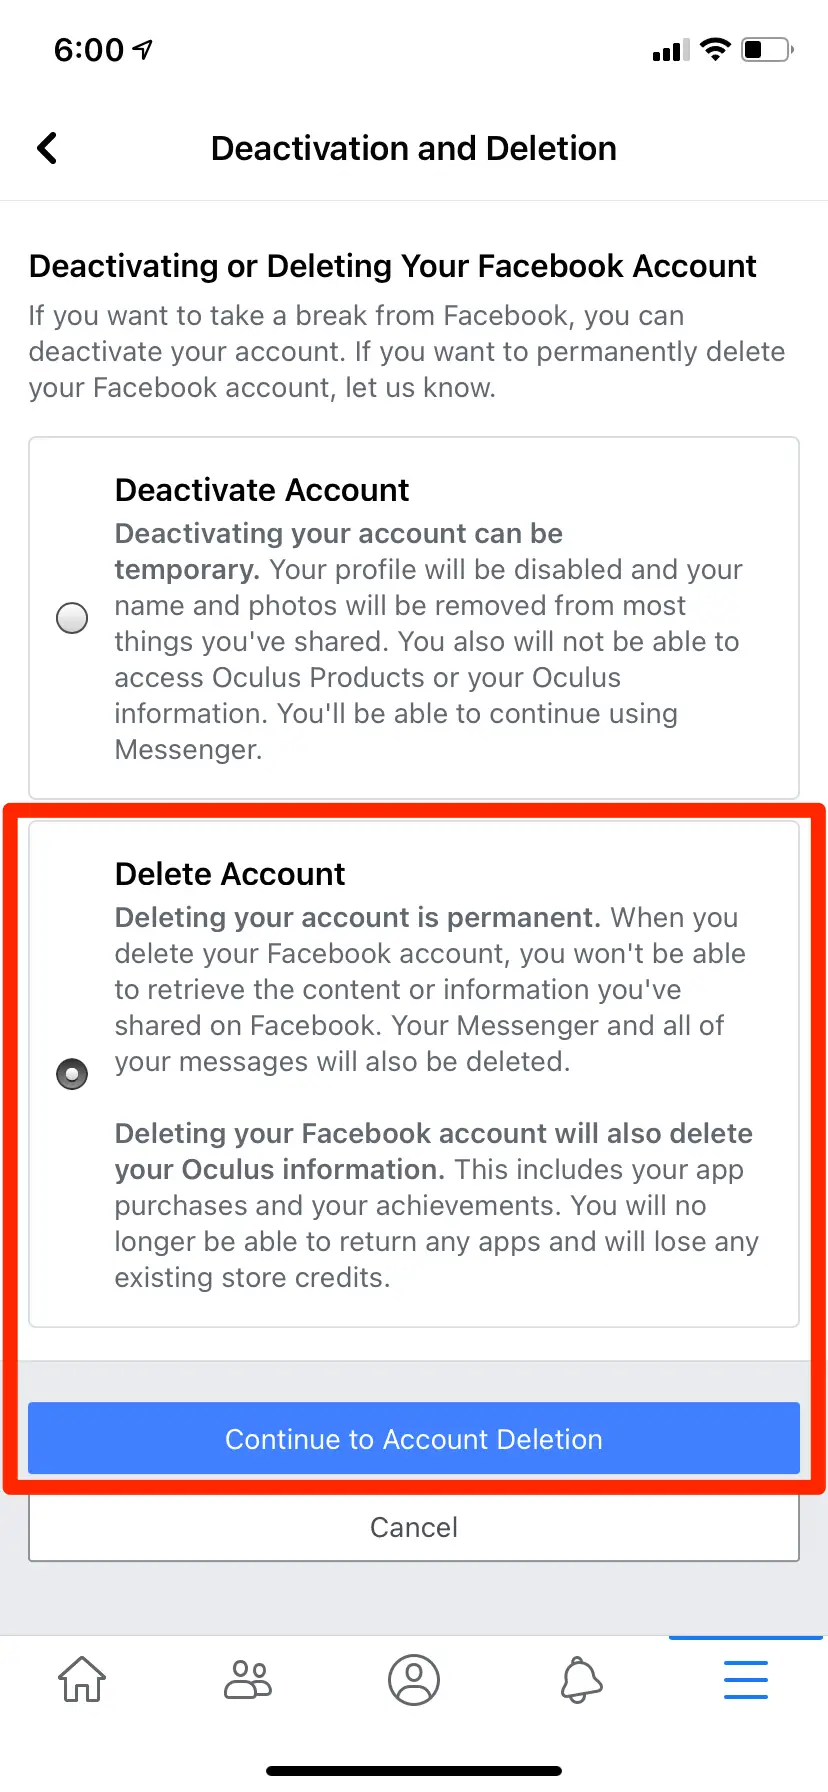 6:00
Deactivation and Deletion
Deactivating or Deleting Your Facebook Account
If you want to take a break from Facebook, you can
deactivate your account. If you want to permanently delete
your Facebook account, let us know.
Deactivate Account
Deactivating your account can be
temporary. Your profile will be disabled and your
name and photos will be removed from most
things you've shared. You also will not be able to
access Oculus Products or your Oculus
information. You'll be able to continue using
Messenger.
Delete Account
Deleting your account is permanent. When you
delete your Facebook account, you won't be able
to retrieve the content or information you've
shared on Facebook. Your Messenger and all of
your messages will also be deleted.
Deleting your Facebook account will also delete
your Oculus information. This includes your app
purchases and your achievements. You will no
longer be able to return any apps and will lose any
existing store credits.
Continue to Account Deletion
Cancel